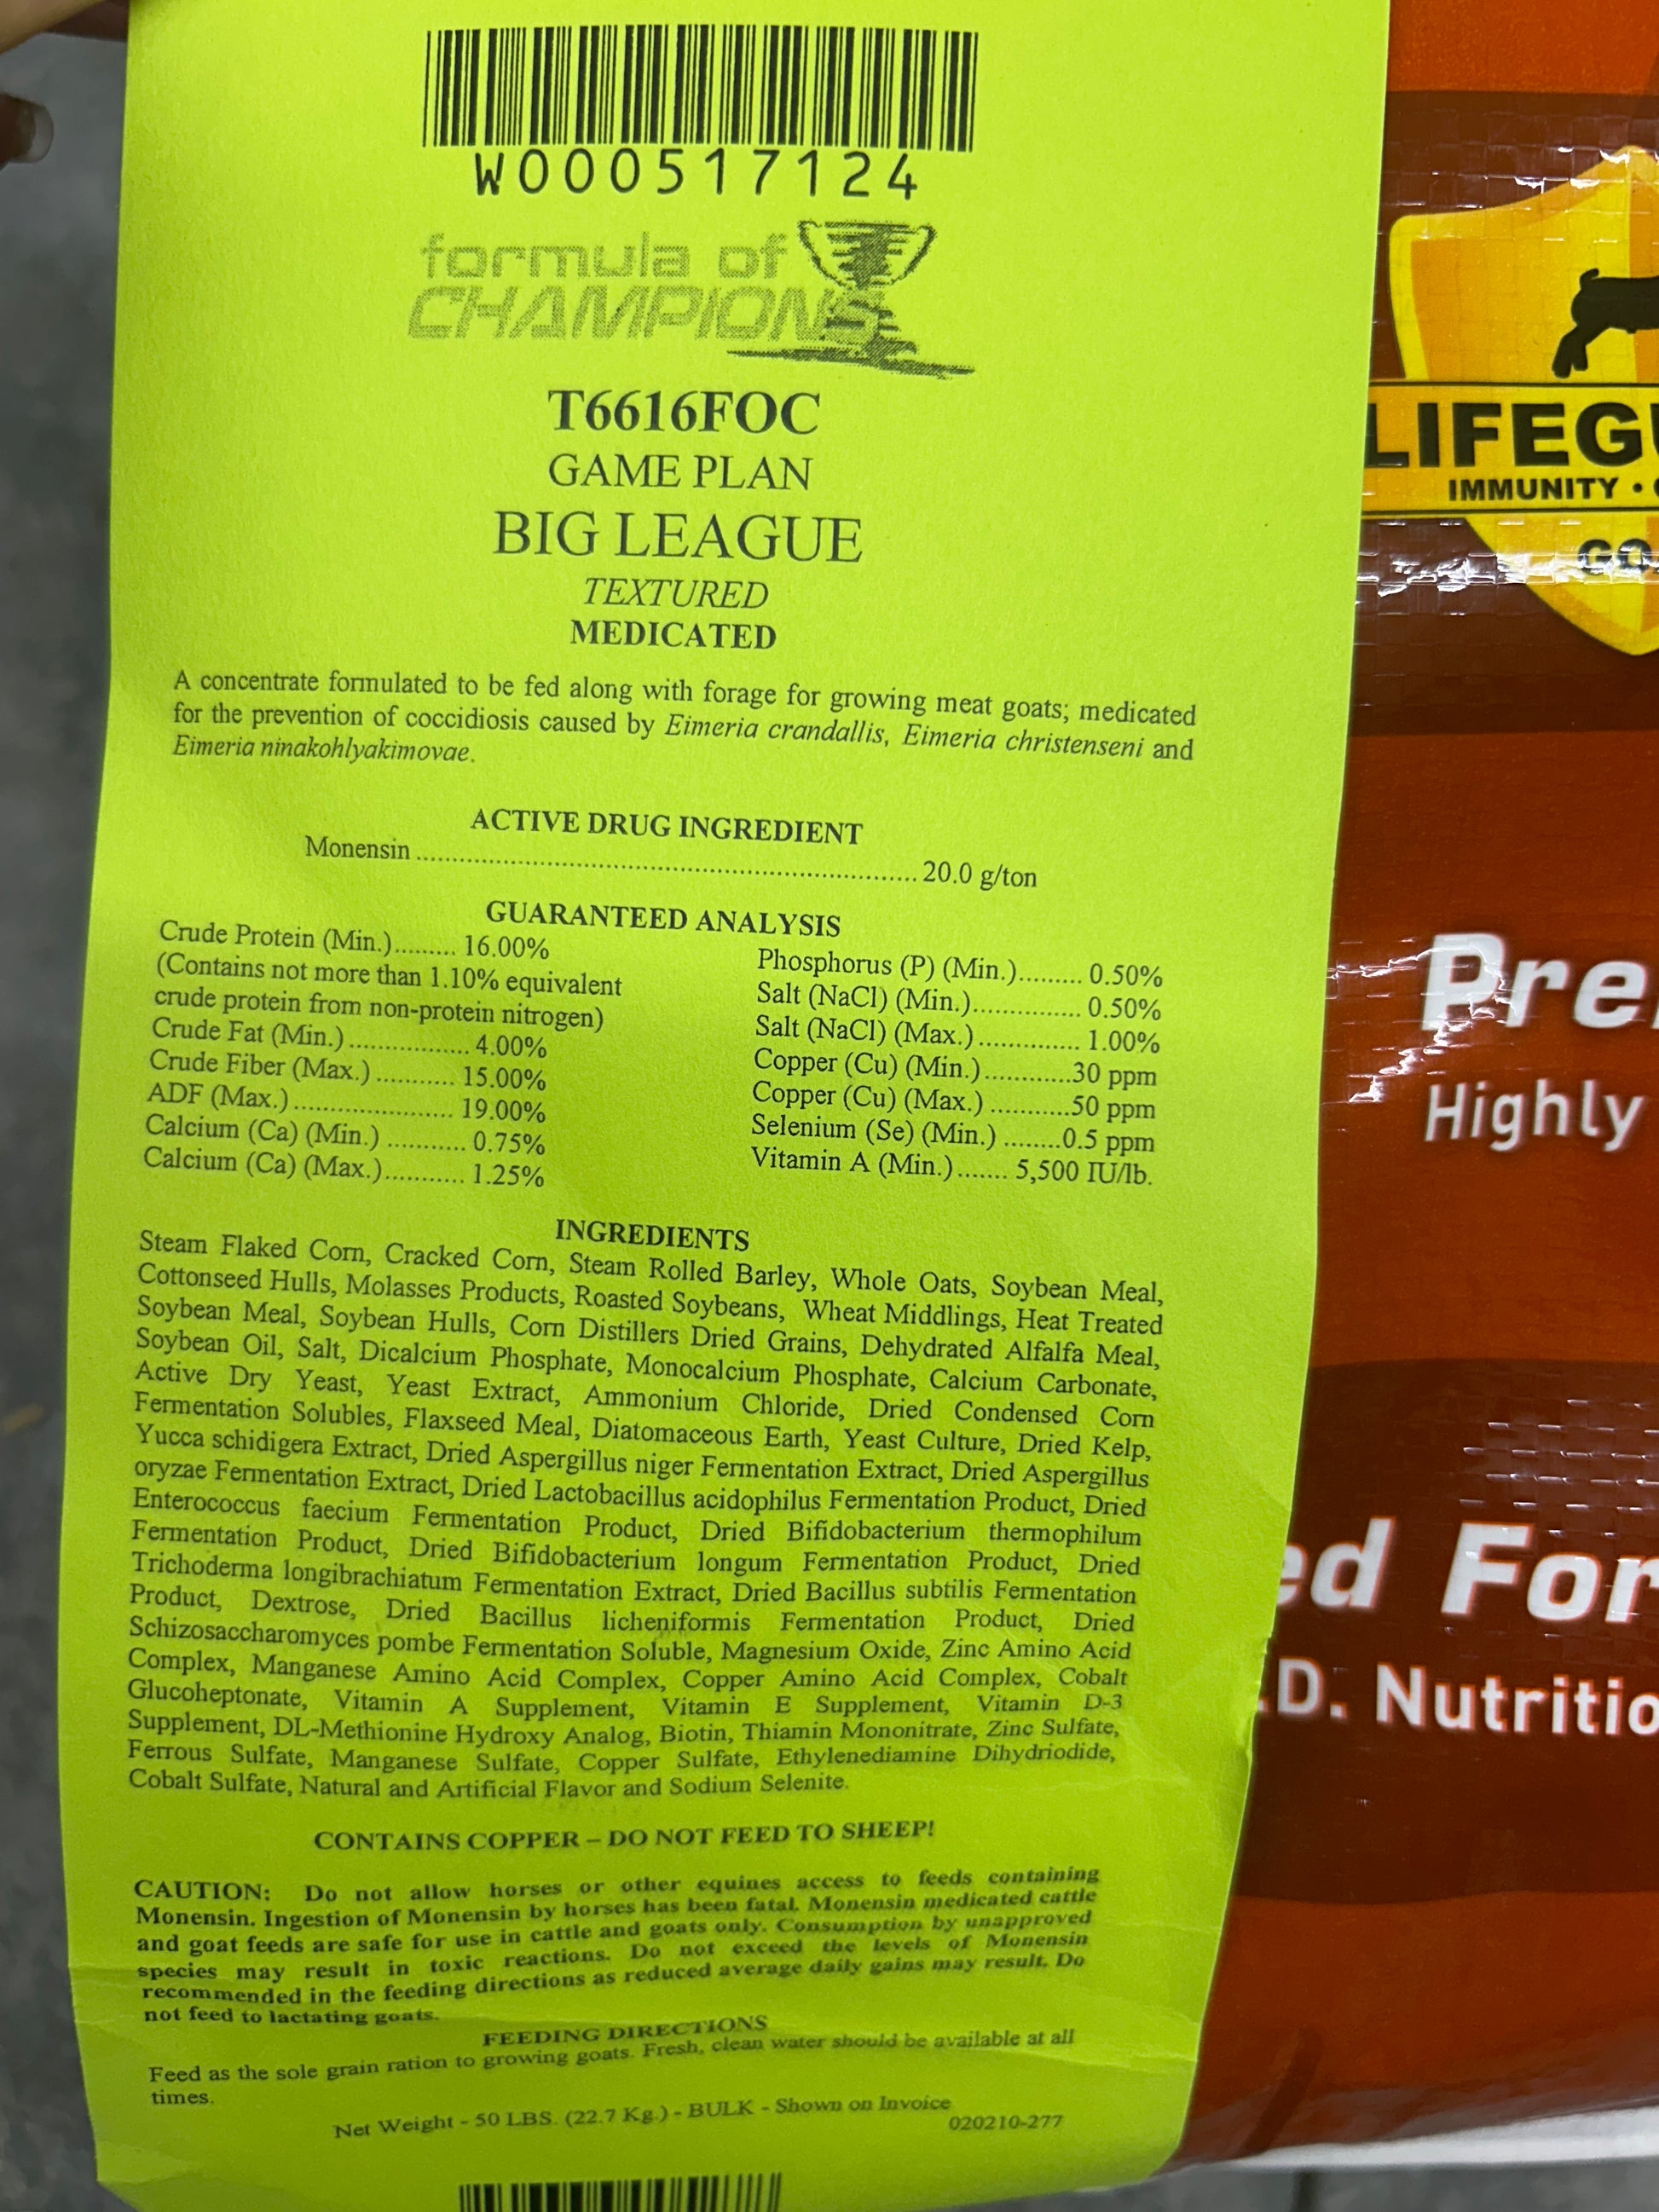 W000517124
formula of
CHAMPIONS
T6616FOC
GAME PLAN
BIG LEAGUE
TEXTURED
MEDICATED
A concentrate formulated to be fed along with forage for growing meat goats; medicated
for the prevention of coccidiosis caused by Eimeria crandallis, Eimeria christenseni and
Eimeria ninakohlyakimovae.
ACTIVE DRUG INGREDIENT
Monensin ........................................................................ 20.0 g/ton
GUARANTEED ANALYSIS
Crude Protein (Min.)......... 16.00%
(Contains not more than 1.10% equivalent
crude protein from non-protein nitrogen)
Crude Fat (Min.).................. 4.00%
Crude Fiber (Max.)............ 15.00%
ADF (Max.)........................ 19.00%
Calcium (Ca) (Min.) ........... 0.75%
Calcium (Ca) (Max.)............ 1.25%
Phosphorus (P) (Min.)......... 0.50%
Salt (NaCl) (Min.)............... 0.50%
Salt (NaCl) (Max.).............. 1.00%
Copper (Cu) (Min.)............30 ppm
Copper (Cu) (Max.) ...........50 ppm
Selenium (Se) (Min.) ........0.5 ppm
Vitamin A (Min.)....... 5,500 IU/lb.
INGREDIENTS
Steam Flaked Corn, Cracked Corn, Steam Rolled Barley, Whole Oats, Soybean Meal,
Cottonseed Hulls, Molasses Products, Roasted Soybeans, Wheat Middlings, Heat Treated
Soybean Meal, Soybean Hulls, Corn Distillers Dried Grains, Dehydrated Alfalfa Meal,
Soybean Oil, Salt, Dicalcium Phosphate, Monocalcium Phosphate, Calcium Carbonate,
Active Dry Yeast, Yeast Extract, Ammonium Chloride, Dried Condensed Corn
Fermentation Solubles, Flaxseed Meal, Diatomaceous Earth, Yeast Culture, Dried Kelp,
Yucca schidigera Extract, Dried Aspergillus niger Fermentation Extract, Dried Aspergillus
oryzae Fermentation Extract, Dried Lactobacillus acidophilus Fermentation Product, Dried
Enterococcus faecium Fermentation Product, Dried Bifidobacterium thermophilum
Fermentation Product, Dried Bifidobacterium longum Fermentation Product, Dried
Trichoderma longibrachiatum Fermentation Extract, Dried Bacillus subtilis Fermentation
Product, Dextrose, Dried Bacillus licheniformis Fermentation Product, Dried
Schizosaccharomyces pombe Fermentation Soluble, Magnesium Oxide, Zinc Amino Acid
Complex, Manganese Amino Acid Complex, Copper Amino Acid Complex, Cobalt
Glucoheptonate, Vitamin A Supplement, Vitamin E Supplement, Vitamin D-3
Supplement, DL-Methionine Hydroxy Analog, Biotin, Thiamin Mononitrate, Zinc Sulfate,
Ferrous Sulfate, Manganese Sulfate, Copper Sulfate, Ethylenediamine Dihydriodide,
Cobalt Sulfate, Natural and Artificial Flavor and Sodium Selenite.
CONTAINS COPPER – DO NOT FEED TO SHEEP!
CAUTION: Do not allow horses or other equines access to feeds containing
Monensin. Ingestion of Monensin by horses has been fatal. Monensin medicated cattle
and goat feeds are safe for use in cattle and goats only. Consumption by unapproved
species may result in toxic reactions. Do not exceed the levels of Monensin
recommended in the feeding directions as reduced average daily gains may result. Do
not feed to lactating goats.
FEEDING DIRECTIONS
Feed as the sole grain ration to growing goats. Fresh, clean water should be available at all
times.
Net Weight - 50 LBS. (22.7 Kg.) - BULK - Shown on Invoice
020210-277
LIFEGU
IMMUNITY •
GO
Pre
Highly
ed For
.D. Nutritio